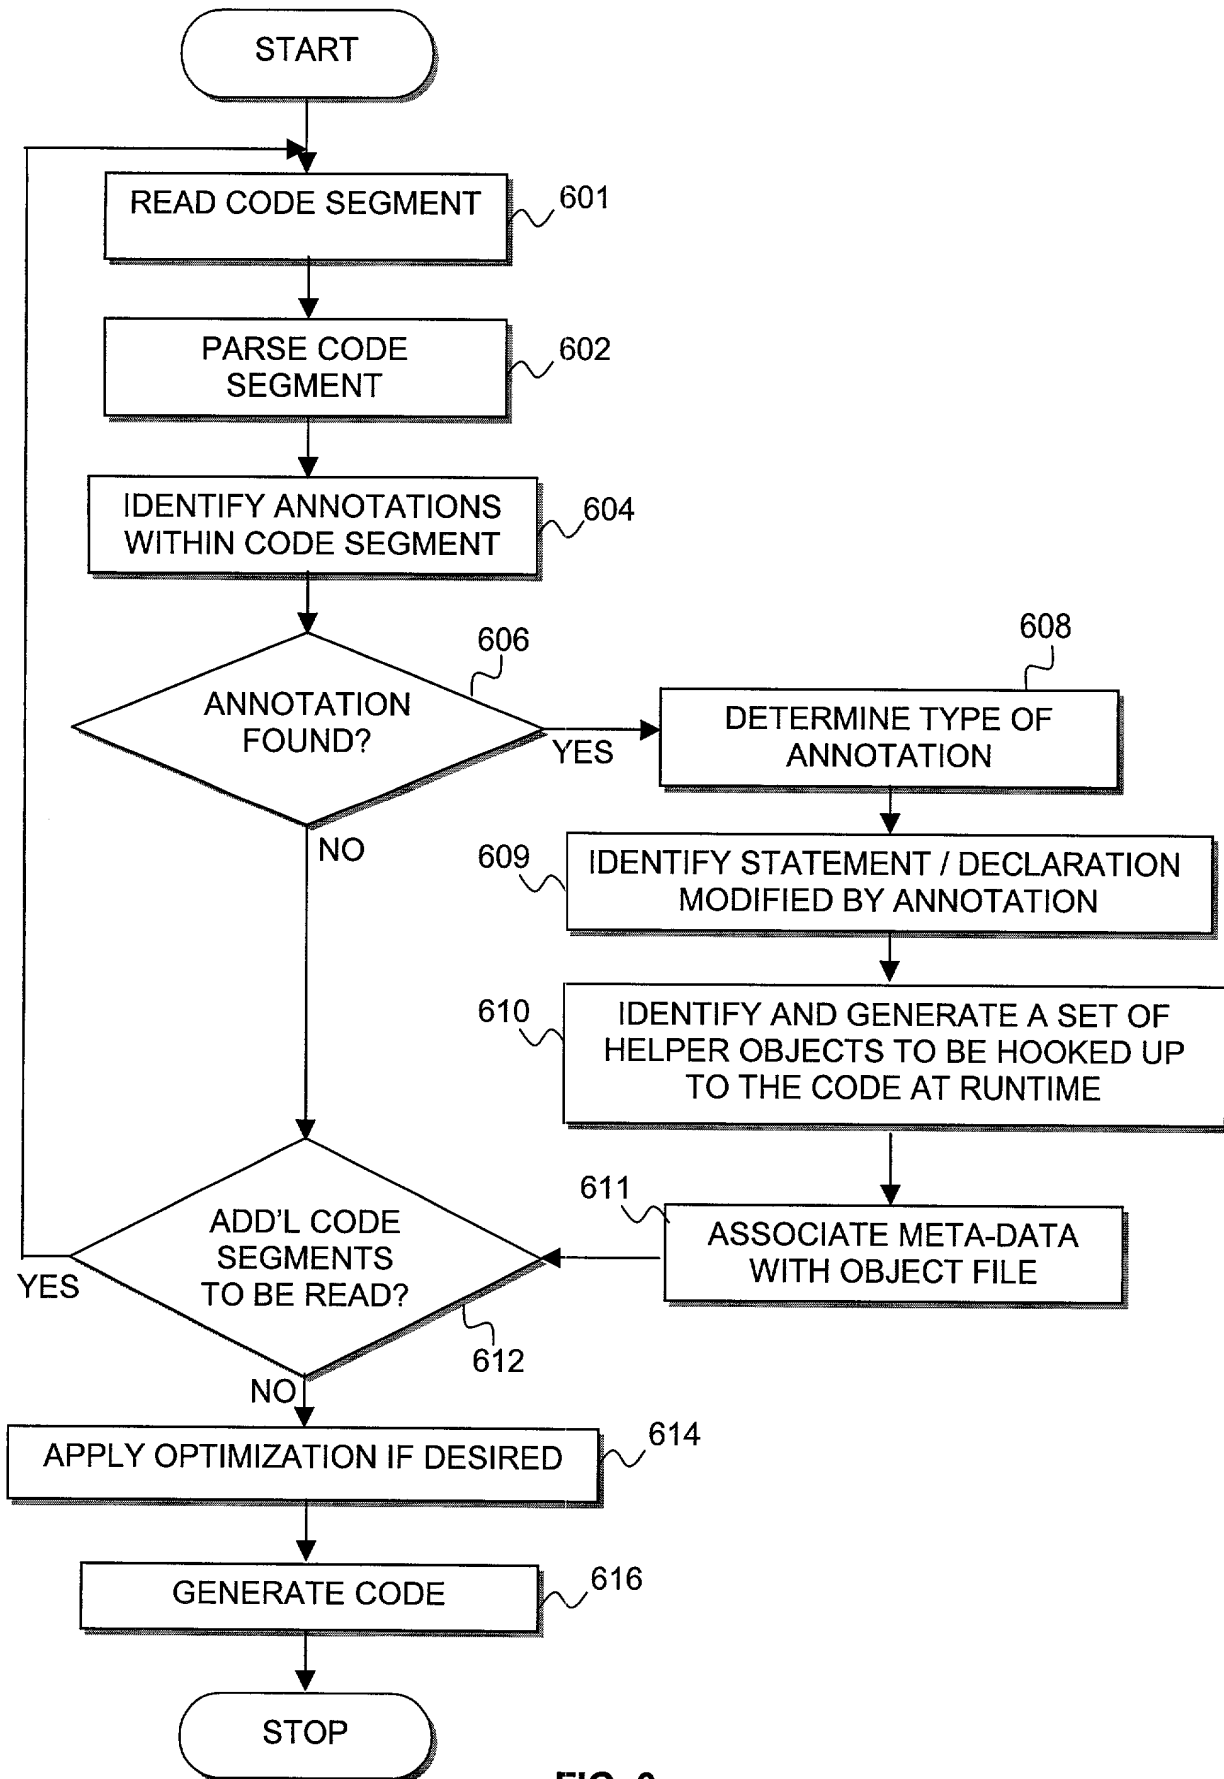 START
READ CODE SEGMENT
601
PARSE CODE
SEGMENT
602
IDENTIFY ANNOTATIONS
WITHIN CODE SEGMENT
604
606
ANNOTATION
FOUND?
YES
NO
608
DETERMINE TYPE OF
ANNOTATION
609
IDENTIFY STATEMENT / DECLARATION
MODIFIED BY ANNOTATION
610
IDENTIFY AND GENERATE A SET OF
HELPER OBJECTS TO BE HOOKED UP
TO THE CODE AT RUNTIME
611
ASSOCIATE META-DATA
WITH OBJECT FILE
ADD'L CODE
SEGMENTS
TO BE READ?
YES
612
NO
APPLY OPTIMIZATION IF DESIRED
614
GENERATE CODE
616
STOP